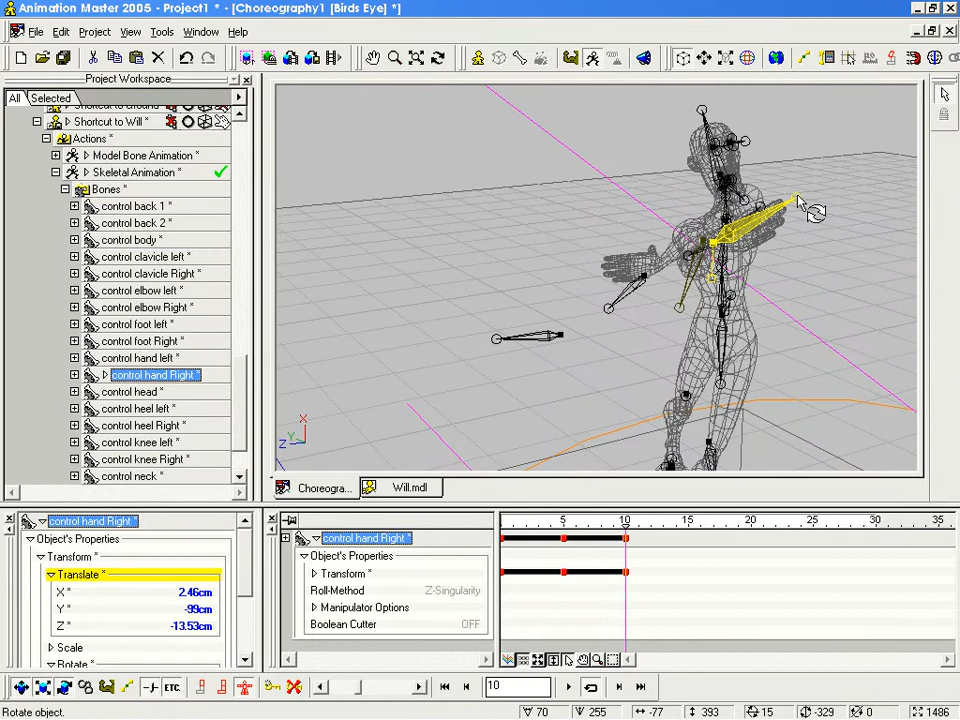 Animation Master 2005 - Project1 * - [Choreography1 [Birds Eye] *]
File Edit Project View Tools Window Help
Project Workspace
All Selected
Shortcut to Ground
Shortcut to Will *
Actions *
Model Bone Animation *
Skeletal Animation *
Bones *
control back 1 *
control back 2 *
control body *
control clavicle left *
control clavicle Right *
control elbow left *
control elbow Right *
control foot left *
control foot Right *
control hand left *
control hand Right *
control head *
control heel left *
control heel Right *
control knee left *
control knee Right *
control neck *
X
Y
Z
Choreogra... Will.mdl
control hand Right *
Object's Properties
Transform *
Translate *
X * 2.46cm
Y * -99cm
Z * -13.53cm
Scale
Rotate *
control hand Right *
Object's Properties
Transform *
Roll-Method Z-Singularity
Manipulator Options
Boolean Cutter OFF
5 10 15 20 25 30 35
ETC.
10
Rotate object.
70 255 -77 393 15 -329 0 1486